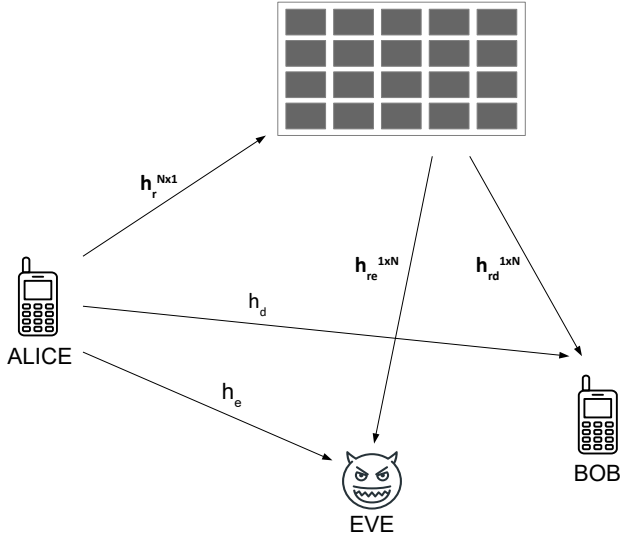 h_r^Nx1
h_re^1xN
h_rd^1xN
h_d
ALICE
h_e
BOB
EVE